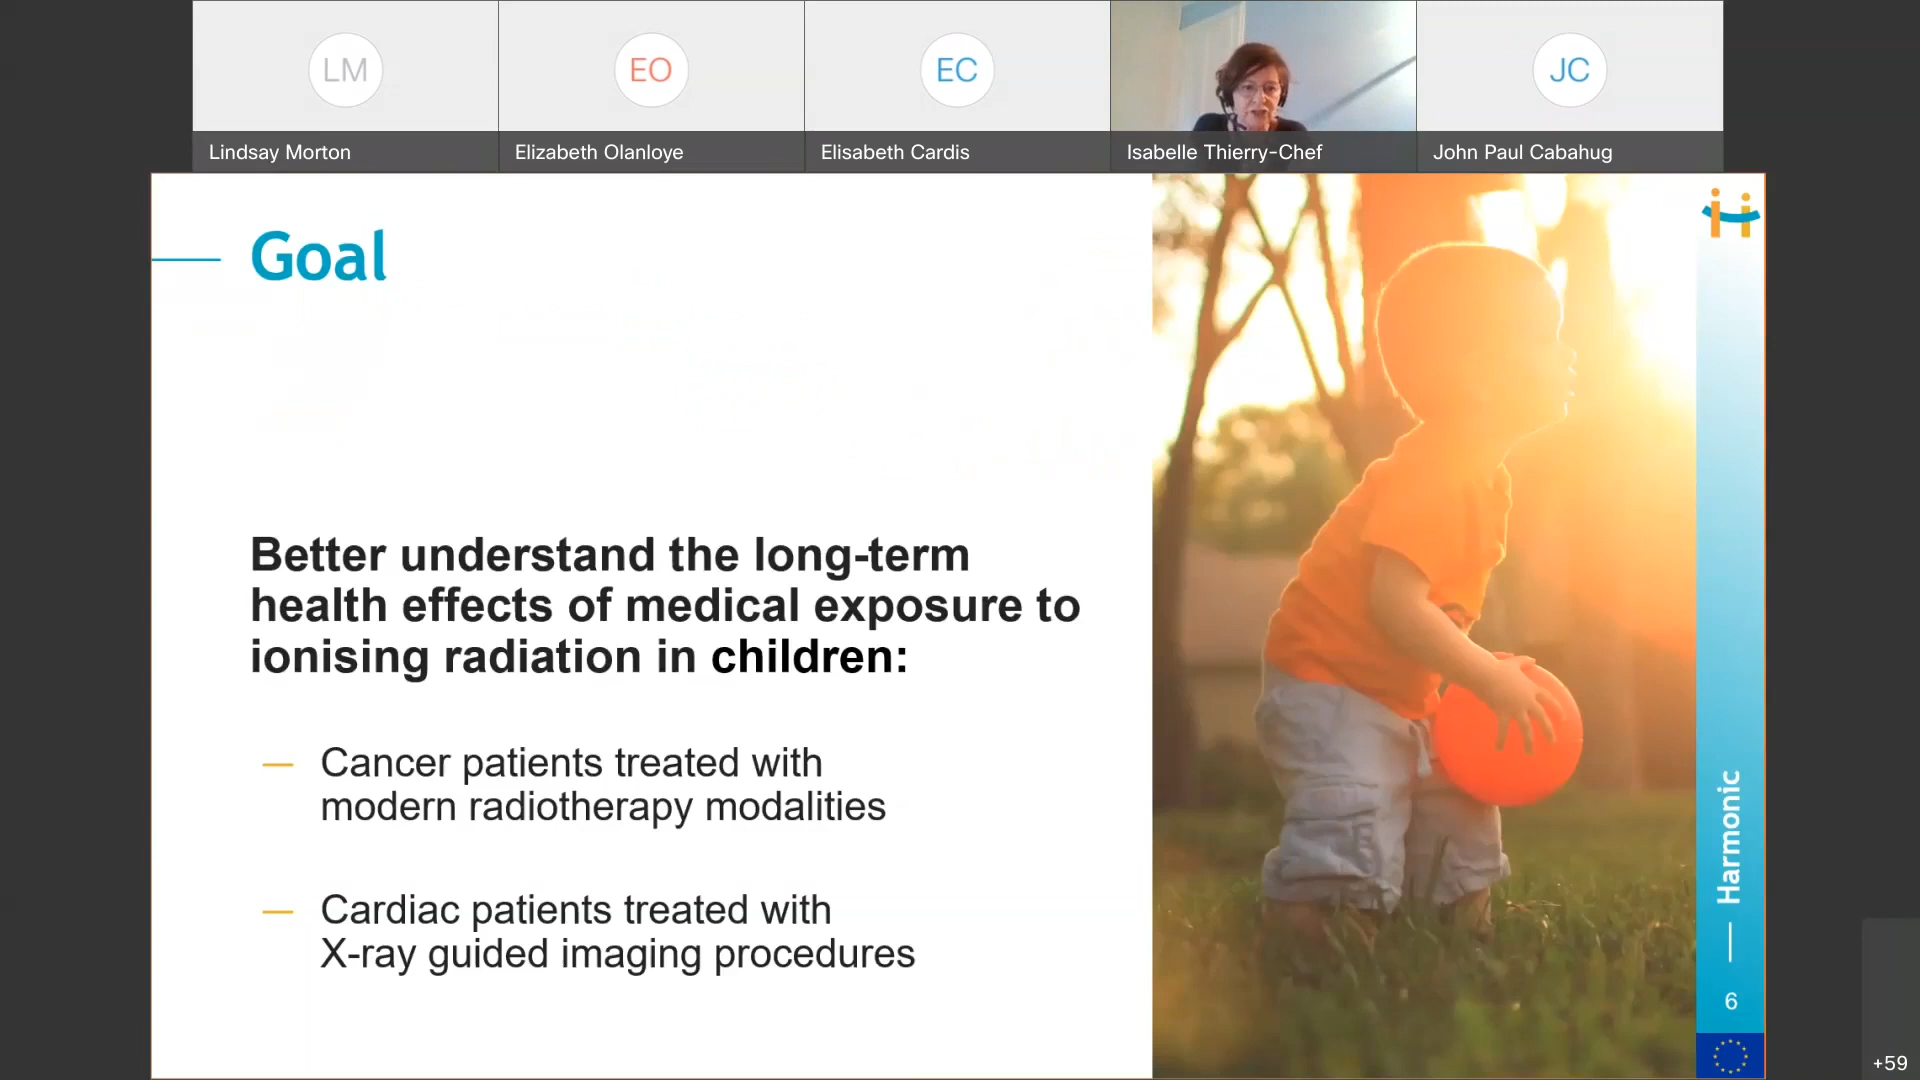 LM
EO
EC
JC
Lindsay Morton
Elizabeth Olanloye
Elisabeth Cardis
Isabelle Thierry-Chef
John Paul Cabahug
Goal
Better understand the long-term
health effects of medical exposure to
ionising radiation in children:
— Cancer patients treated with
modern radiotherapy modalities
— Cardiac patients treated with
X-ray guided imaging procedures
Harmonic
6
+59